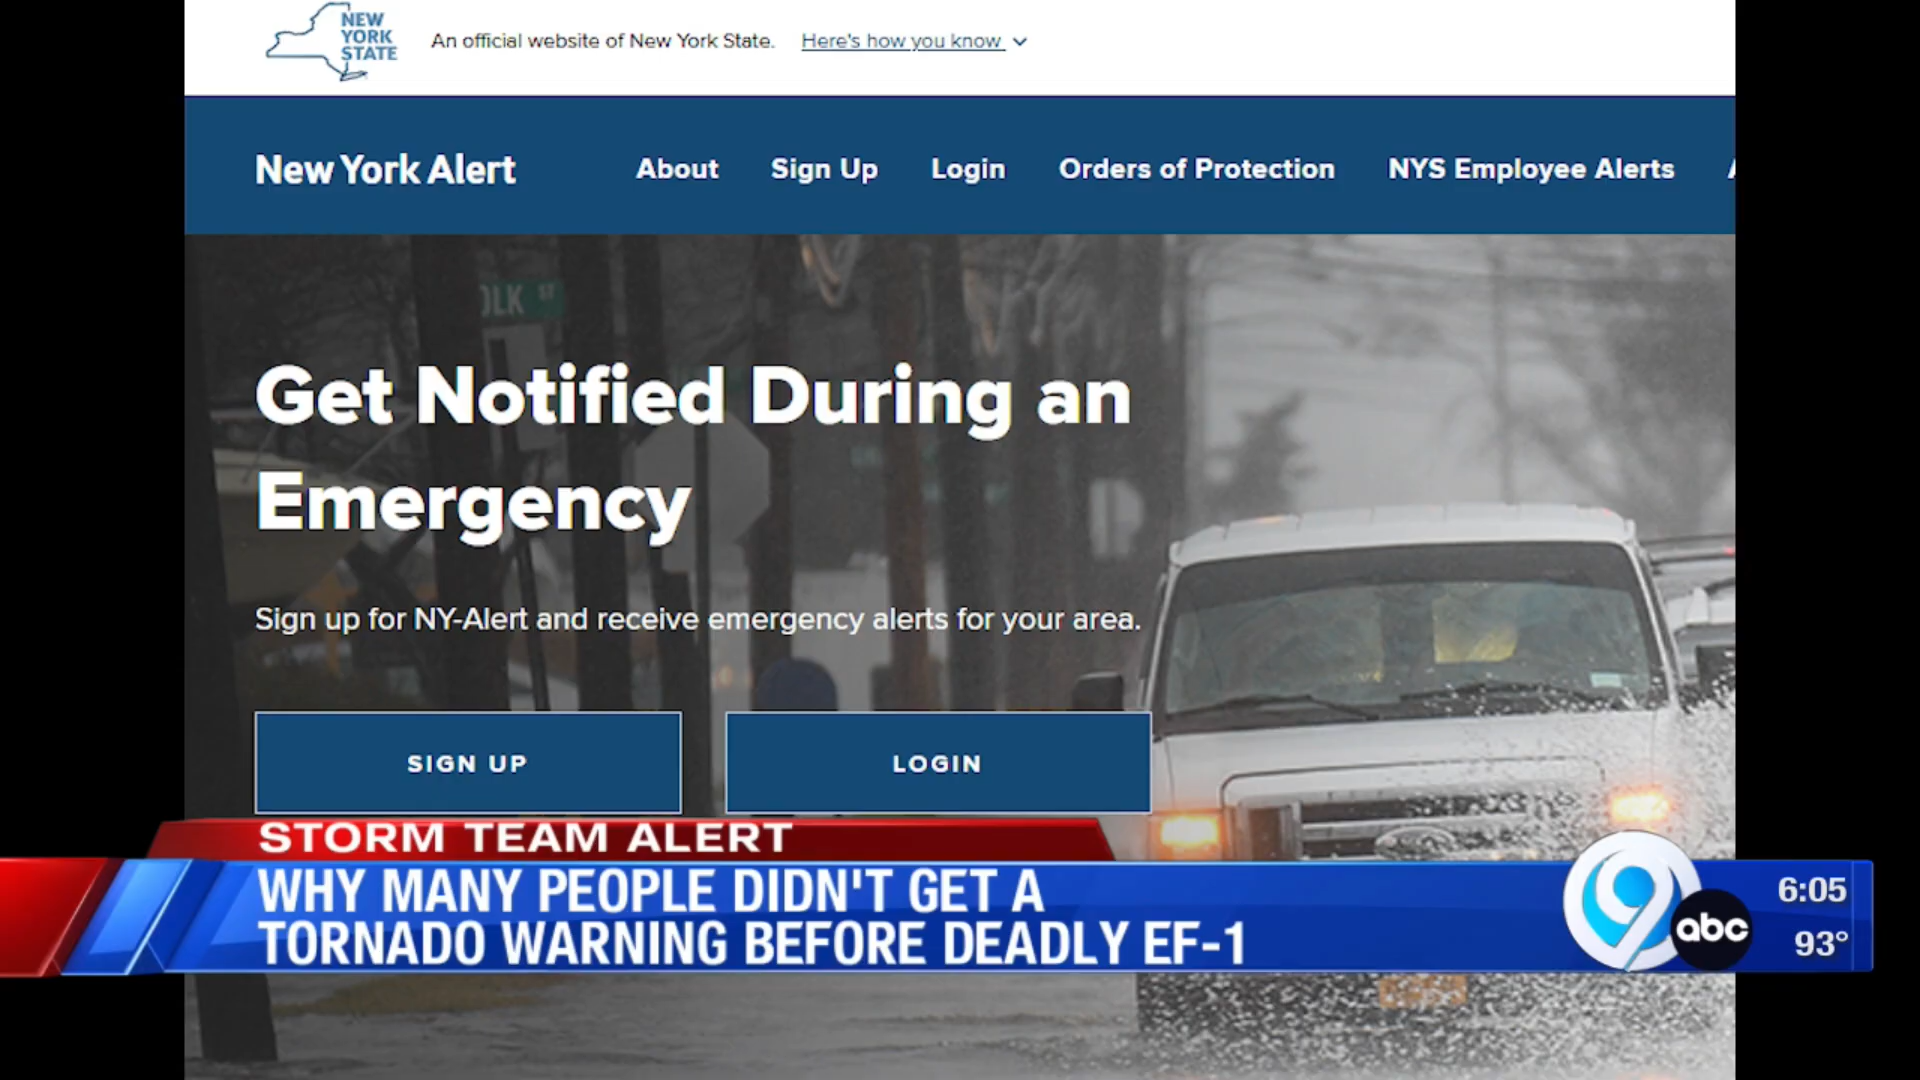 NEW
YORK
STATE
An official website of New York State. Here's how you know
New York Alert About Sign Up Login Orders of Protection NYS Employee Alerts
OLK ST
Get Notified During an
Emergency
Sign up for NY-Alert and receive emergency alerts for your area.
SIGN UP LOGIN
STORM TEAM ALERT
WHY MANY PEOPLE DIDN'T GET A
TORNADO WARNING BEFORE DEADLY EF-1
9 abc
6:05
93°